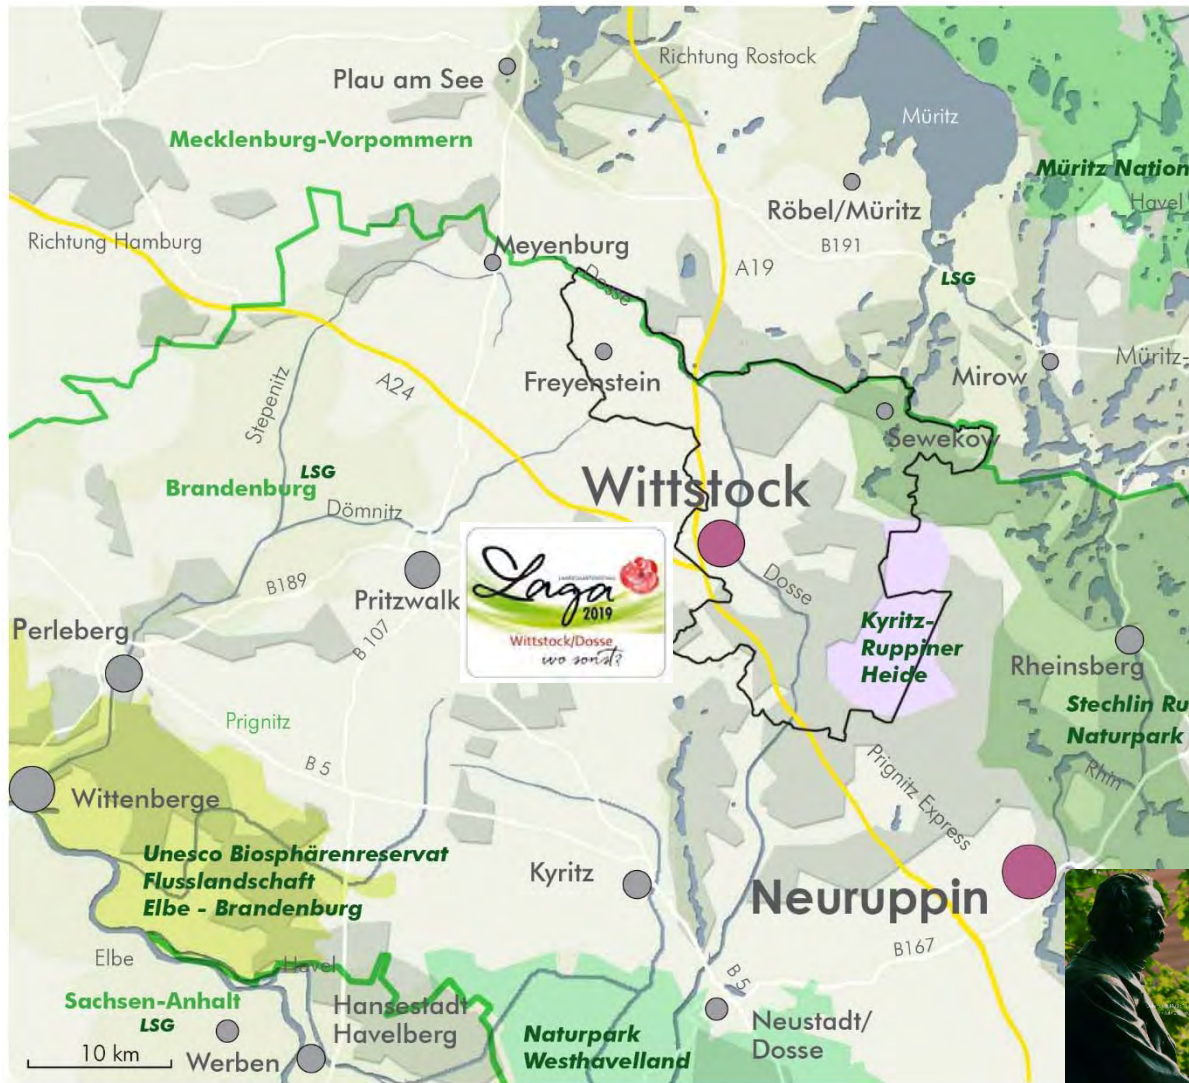 Richtung Rostock
Plau am See
Müritz
Mecklenburg-Vorpommern
Müritz Nation
Röbel/Müritz
Havel
Richtung Hamburg
Meyenburg
B191
A19
Dosse
LSG
Müritz-
Freyenstein
Mirow
A24
Stepenitz
Sewekow
LSG
Wittstock
Brandenburg
Dömnitz
Laga
LANDESGARTENSCHAU
2019
Wittstock/Dosse
wo sonst?
Dosse
B189
Pritzwalk
Kyritz-
Ruppiner
Heide
Perleberg
B 107
Rheinsberg
Stechlin Ru
Naturpark
Prignitz
B 5
Rhin
Prignitz Express
Wittenberge
Unesco Biosphärenreservat
Flusslandschaft
Elbe - Brandenburg
Kyritz
Neuruppin
B167
Elbe
Havel
B 5
Sachsen-Anhalt
LSG
Hansestadt
Havelberg
Neustadt/
Dosse
Naturpark
Westhavelland
10 km
Werben